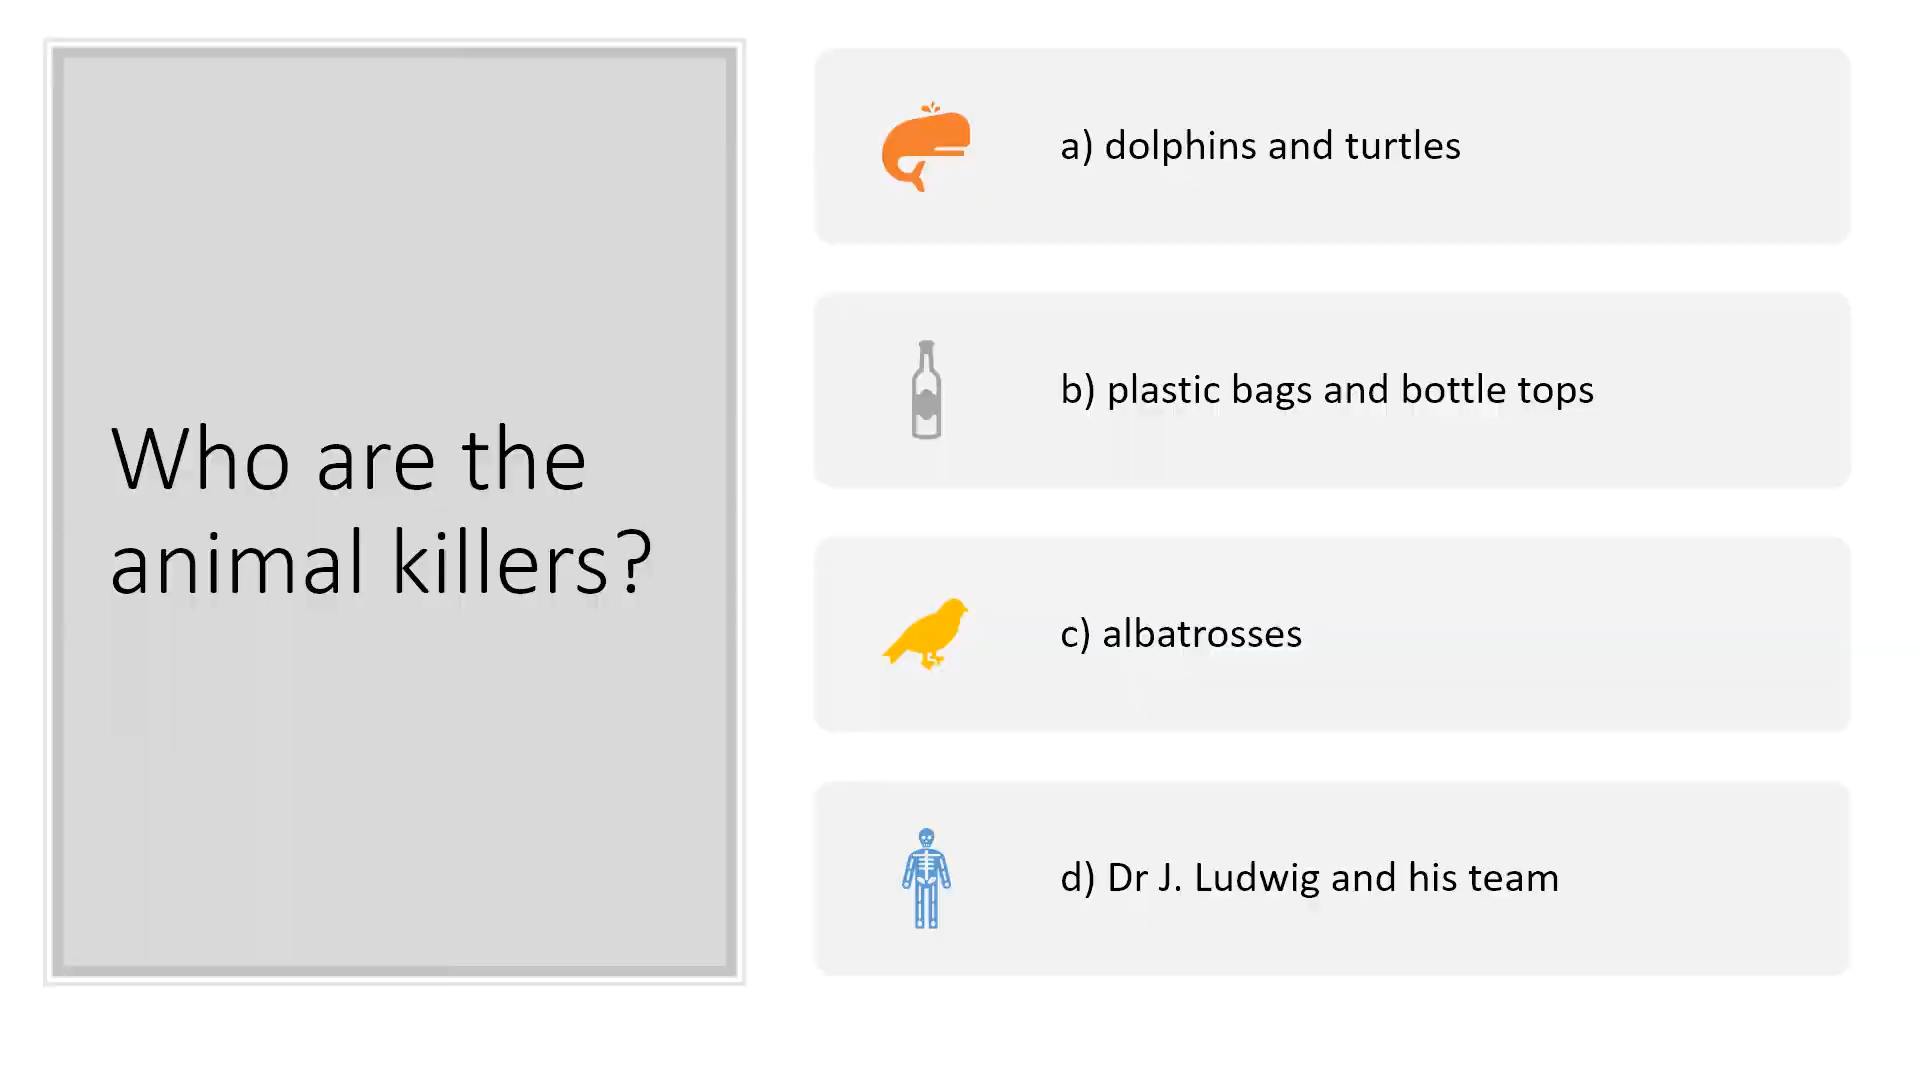 Who are the
animal killers?
a) dolphins and turtles
b) plastic bags and bottle tops
c) albatrosses
d) Dr J. Ludwig and his team